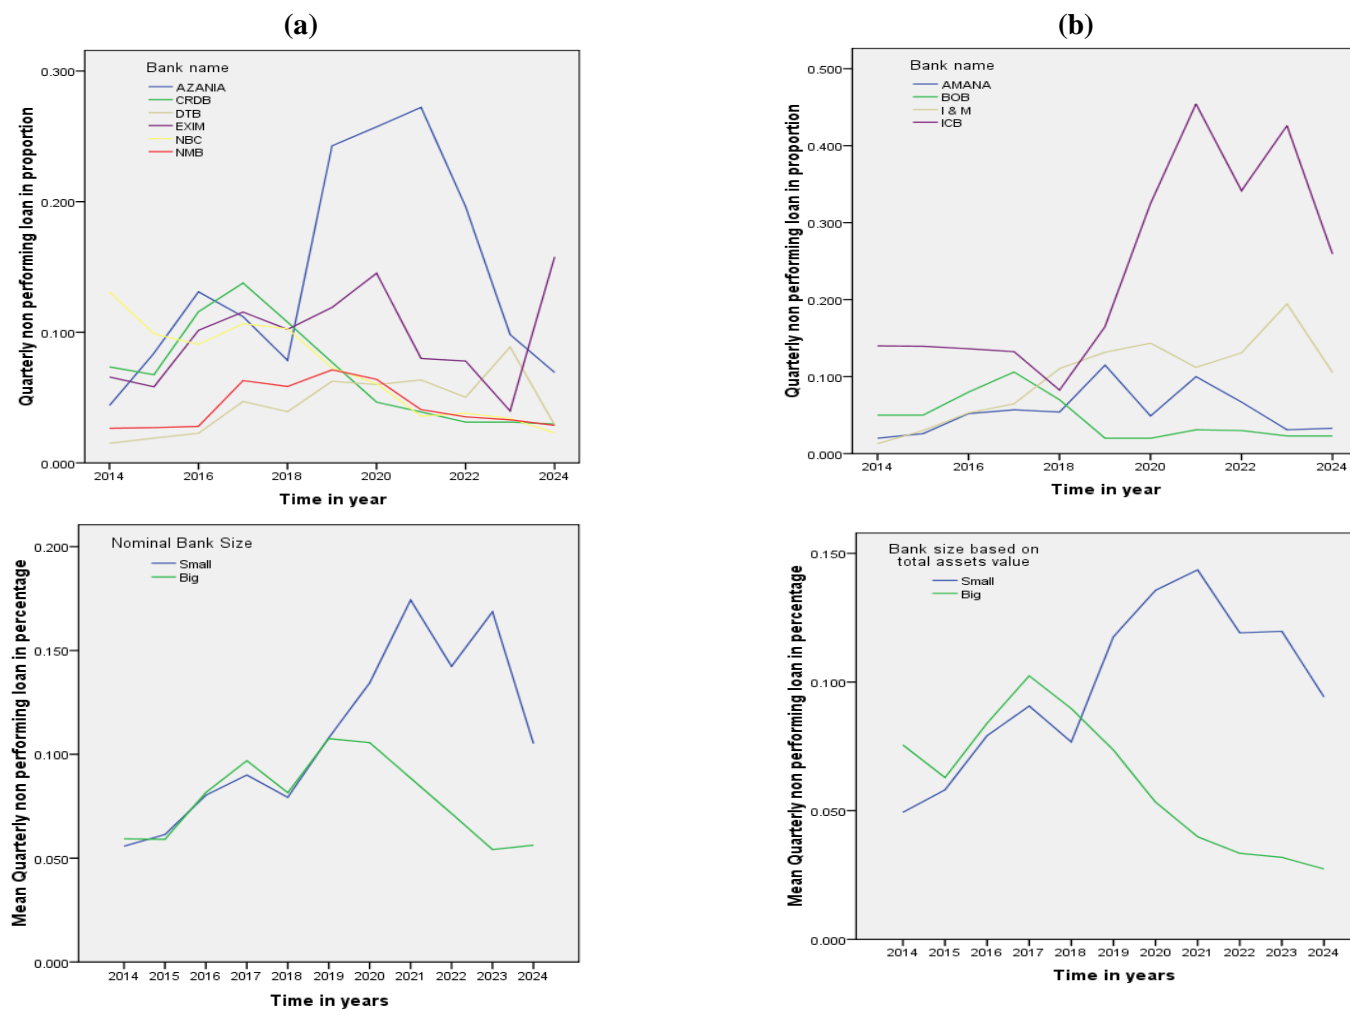 (a)
Quarterly non performing loan in proportion
0.300
0.200
0.100
0.000
Bank name
AZANIA
CRDB
DTB
EXIM
NBC
NMB
2014 2016 2018 2020 2022 2024
Time in year
(b)
Quarterly non performing loan in proportion
0.500
0.400
0.300
0.200
0.100
0.000
Bank name
AMANA
BOB
I & M
ICB
2014 2016 2018 2020 2022 2024
Time in year
Mean Quarterly non performing loan in percentage
0.200
0.150
0.100
0.050
0.000
Nominal Bank Size
Small
Big
2014 2015 2016 2017 2018 2019 2020 2021 2022 2023 2024
Time in years
Mean Quarterly non performing loan in percentage
0.150
0.100
0.050
0.000
Bank size based on
total assets value
Small
Big
2014 2015 2016 2017 2018 2019 2020 2021 2022 2023 2024
Time in years